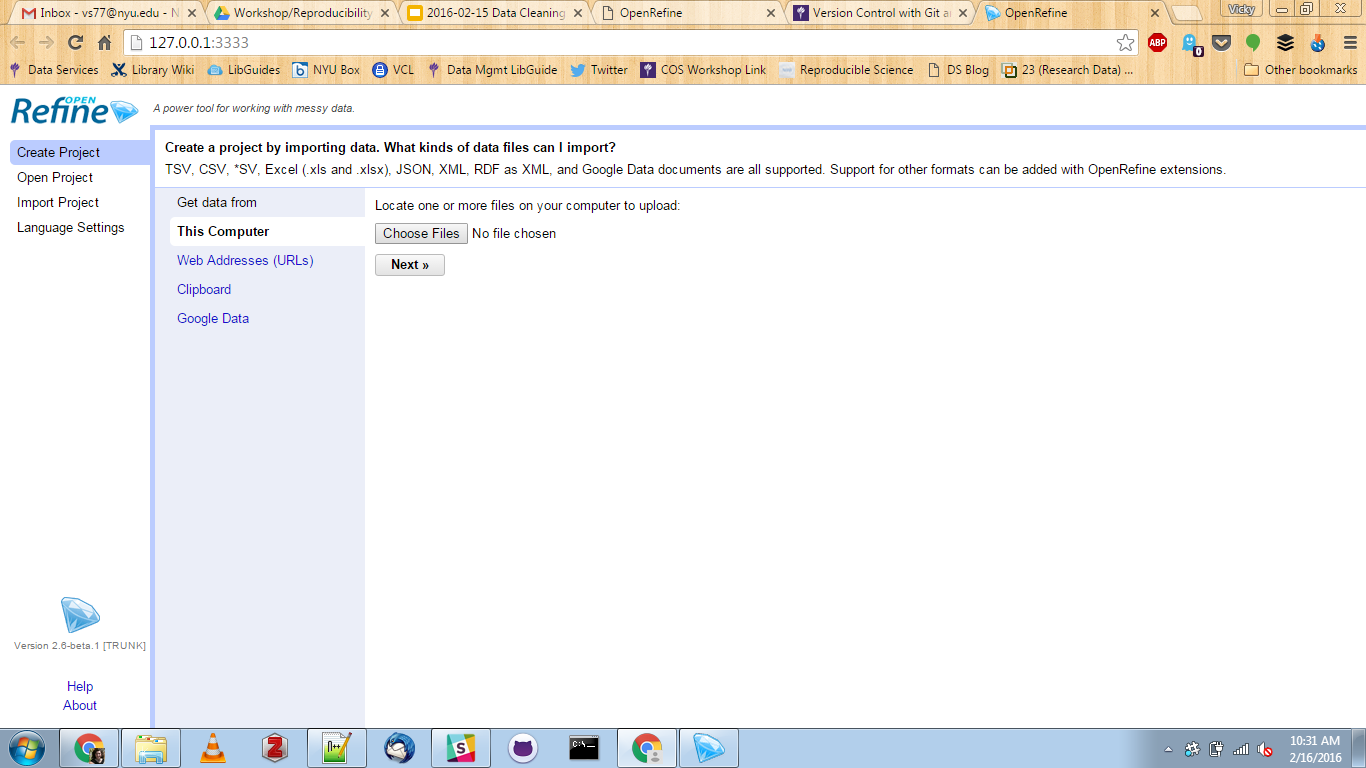 Inbox - vs77@nyu.edu - N
Workshop/Reproducibility
2016-02-15 Data Cleaning
OpenRefine
Version Control with Git a
OpenRefine
Vicky
127.0.0.1:3333
ABP
0
Data Services
Library Wiki
LibGuides
NYU Box
VCL
Data Mgmt LibGuide
Twitter
COS Workshop Link
Reproducible Science
DS Blog
23 (Research Data) ...
Other bookmarks
OPEN
Refine
A power tool for working with messy data.
Create Project
Open Project
Import Project
Language Settings
Create a project by importing data. What kinds of data files can I import?
TSV, CSV, *SV, Excel (.xls and .xlsx), JSON, XML, RDF as XML, and Google Data documents are all supported. Support for other formats can be added with OpenRefine extensions.
Get data from
This Computer
Web Addresses (URLs)
Clipboard
Google Data
Locate one or more files on your computer to upload:
Choose Files No file chosen
Next »
Version 2.6-beta.1 [TRUNK]
Help
About
10:31 AM
2/16/2016